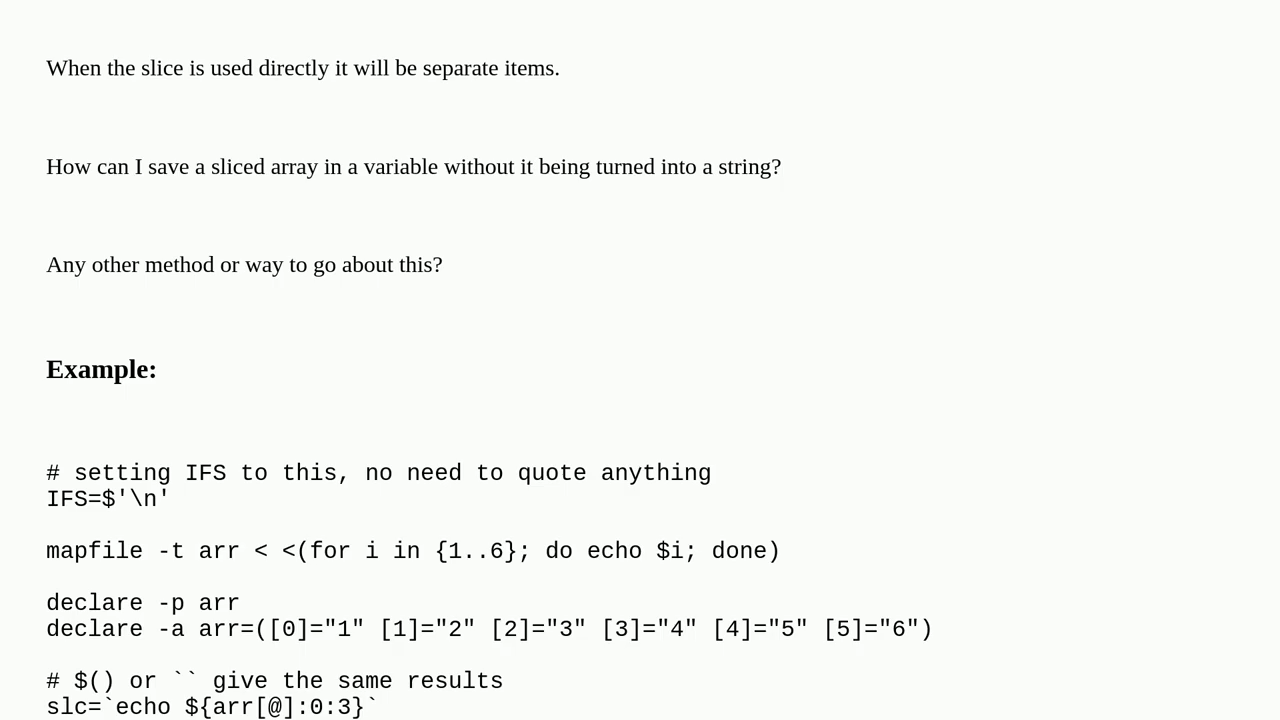 When the slice is used directly it will be separate items.
How can I save a sliced array in a variable without it being turned into a string?
Any other method or way to go about this?
Example:
# setting IFS to this, no need to quote anything
IFS=$'\n'
mapfile -t arr < <(for i in {1..6}; do echo $i; done)
declare -p arr
declare -a arr=([0]="1" [1]="2" [2]="3" [3]="4" [4]="5" [5]="6")
# $() or `` give the same results
slc=`echo ${arr[@]:0:3}`